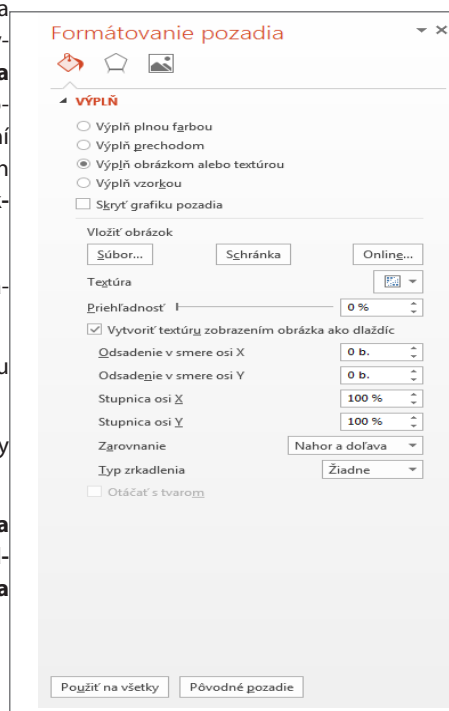 Formátovanie pozadia
VÝPLŇ
Výplň plnou farbou
Výplň prechodom
Výplň obrázkom alebo textúrou
Výplň vzorkou
Skryť grafiku pozadia
Vložiť obrázok
Súbor... Schránka Online...
Textúra
Priehľadnosť 0 %
Vytvoriť textúru zobrazením obrázka ako dlaždíc
Odsadenie v smere osi X 0 b.
Odsadenie v smere osi Y 0 b.
Stupnica osi X 100 %
Stupnica osi Y 100 %
Zarovnanie Nahor a doľava
Typ zrkadlenia Žiadne
Otáčať s tvarom
Použiť na všetky Pôvodné pozadie